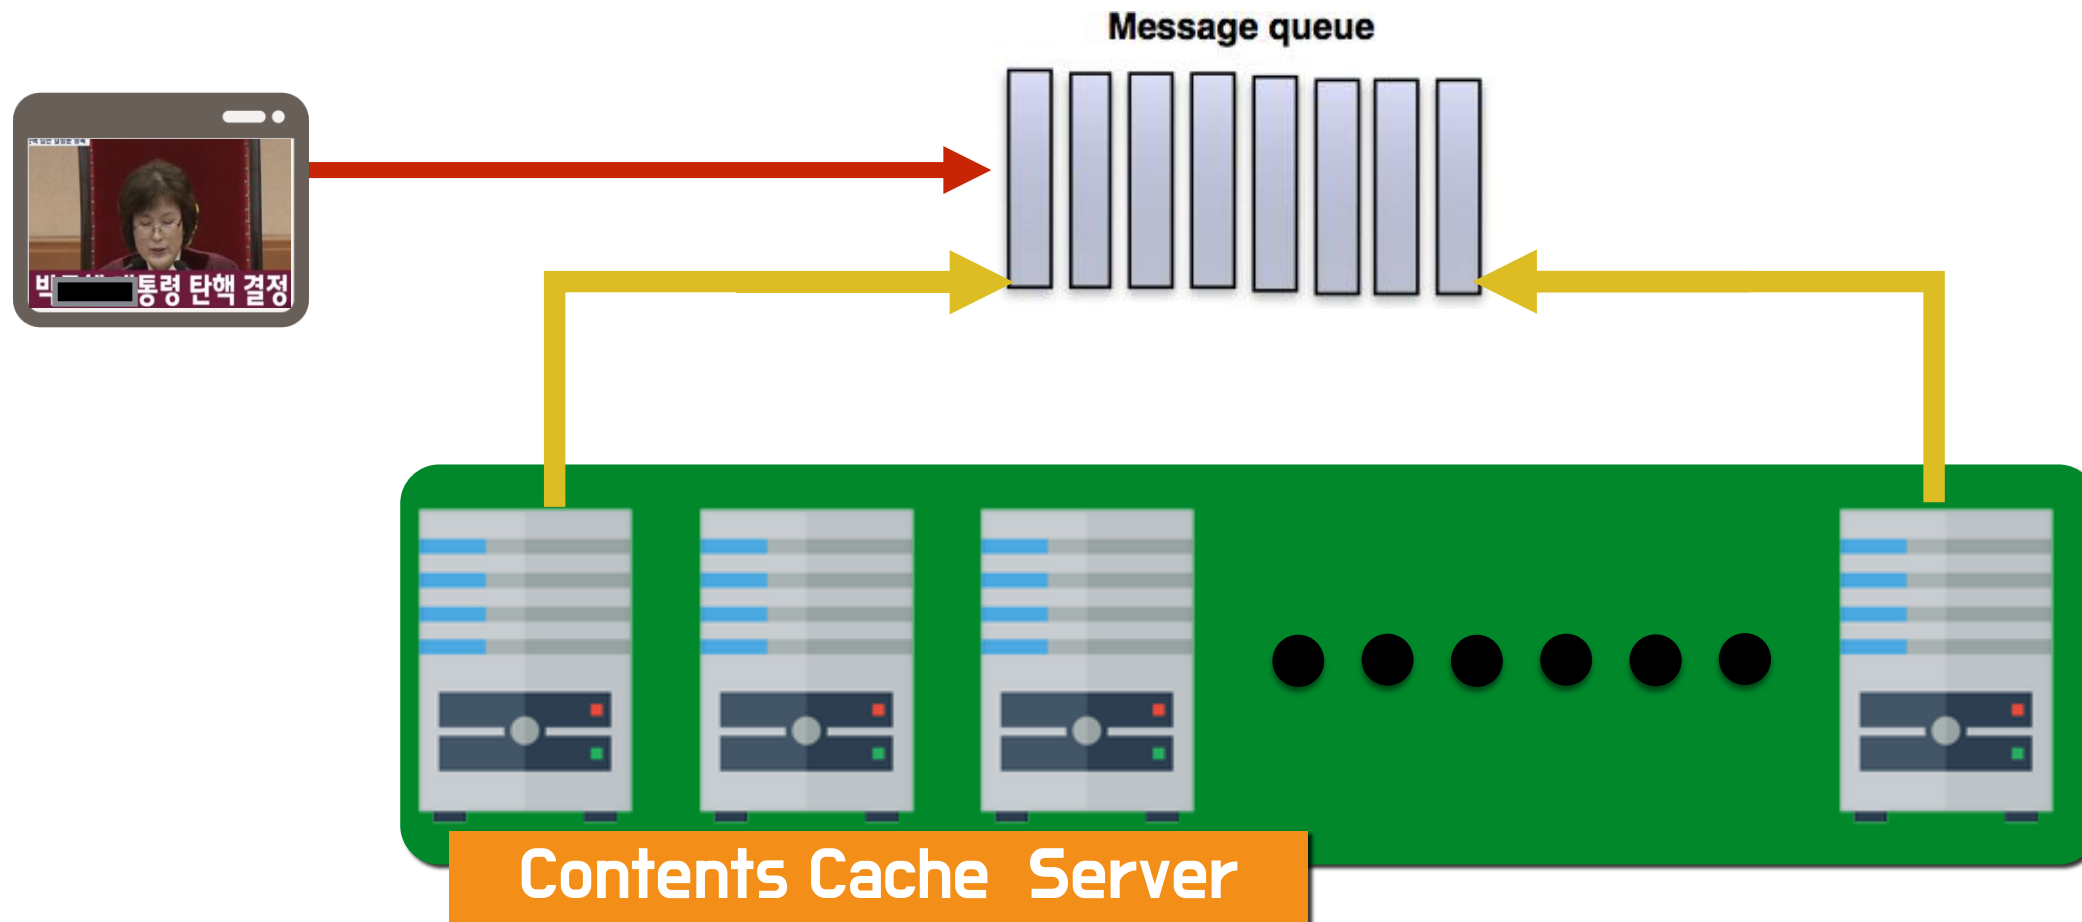 Message queue
통령 탄핵 결정
Contents Cache Server